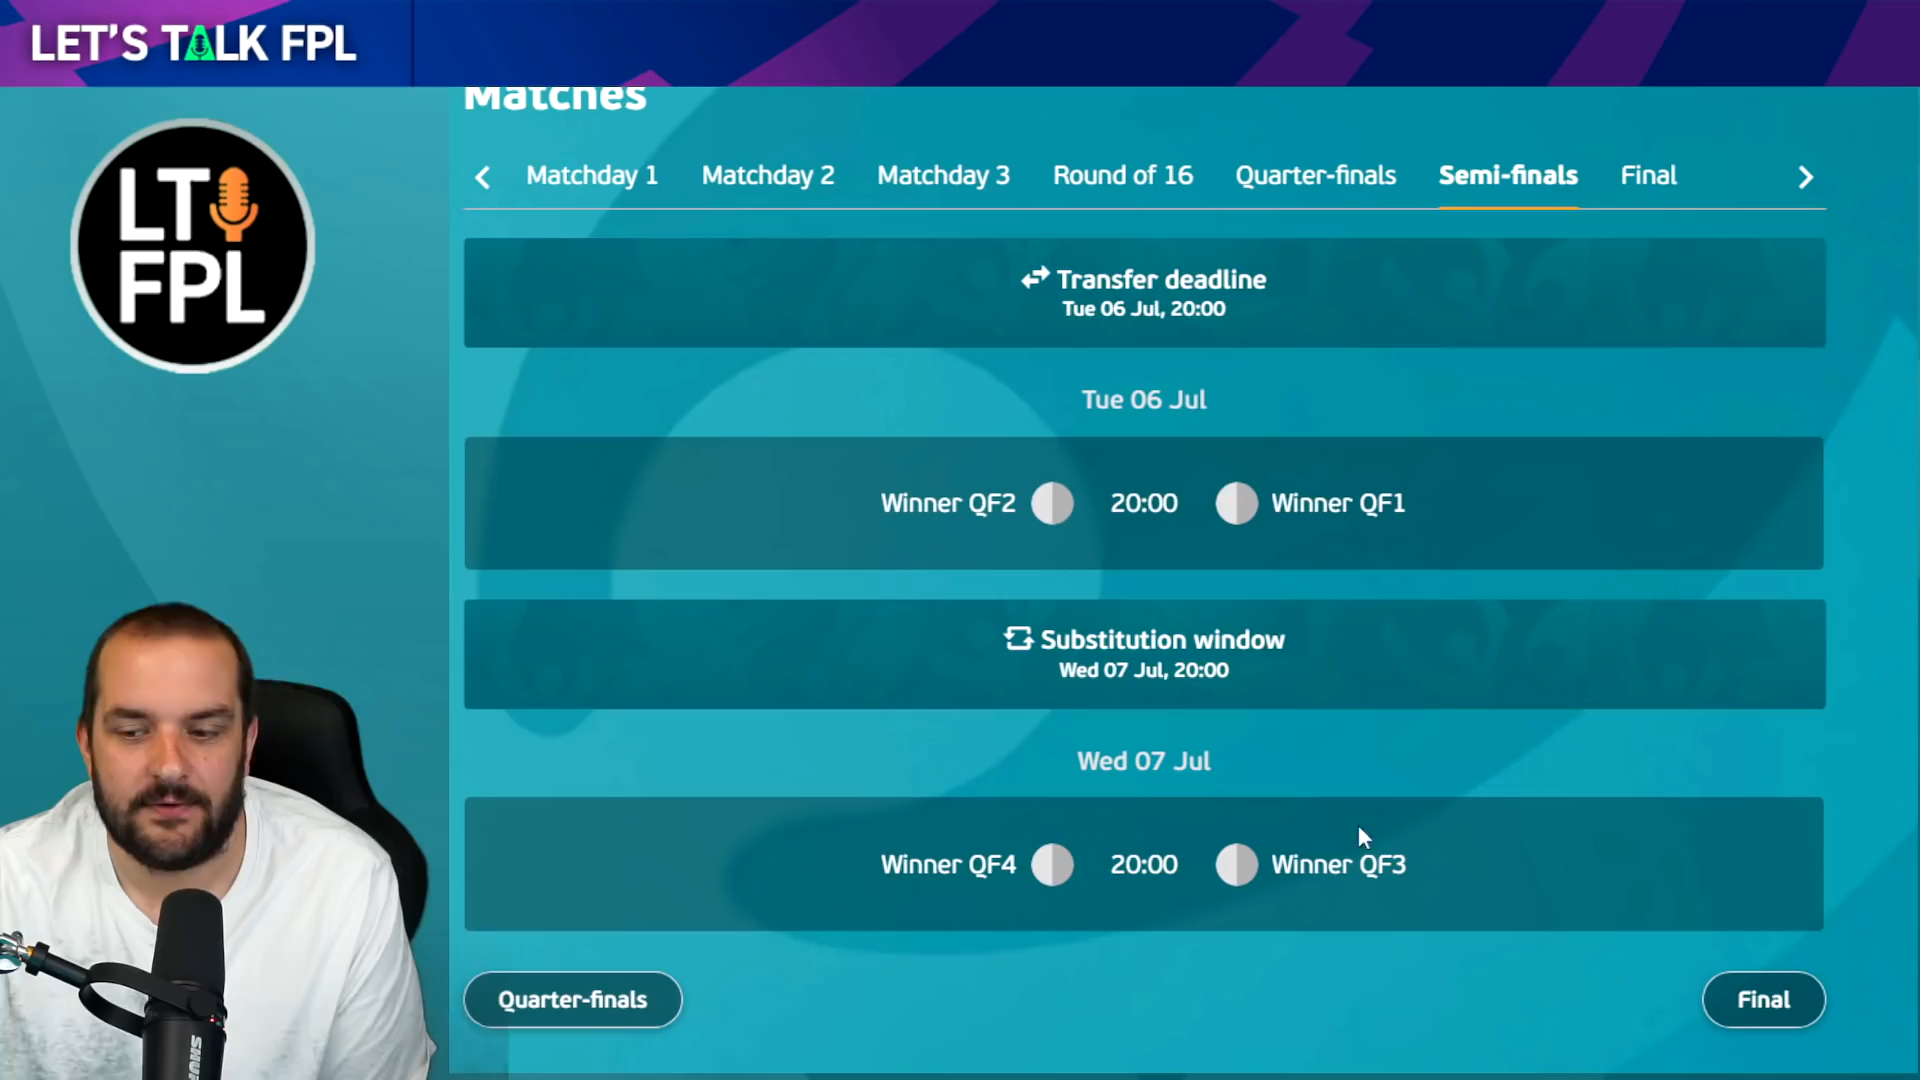 LET'S TALK FPL
Matches
LT
FPL
Matchday 1
Matchday 2
Matchday 3
Round of 16
Quarter-finals
Semi-finals
Final
Transfer deadline
Tue 06 Jul, 20:00
Tue 06 Jul
Winner QF2 20:00 Winner QF1
Substitution window
Wed 07 Jul, 20:00
Wed 07 Jul
Winner QF4 20:00 Winner QF3
Quarter-finals
Final